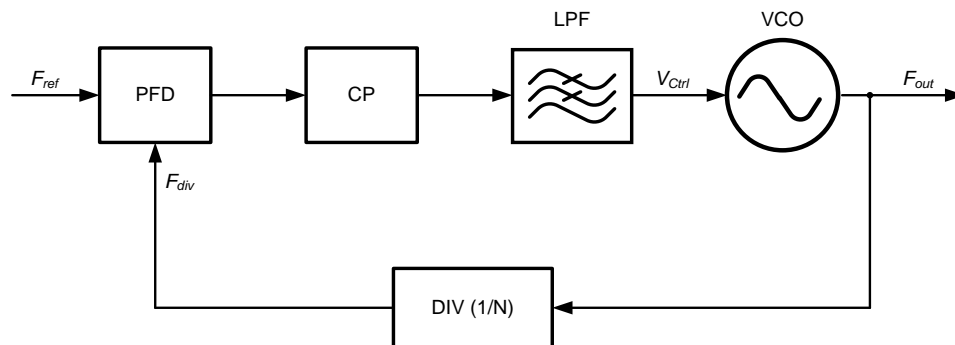 LPF
VCO
F_ref
PFD
CP
V_Ctrl
F_out
F_div
DIV (1/N)